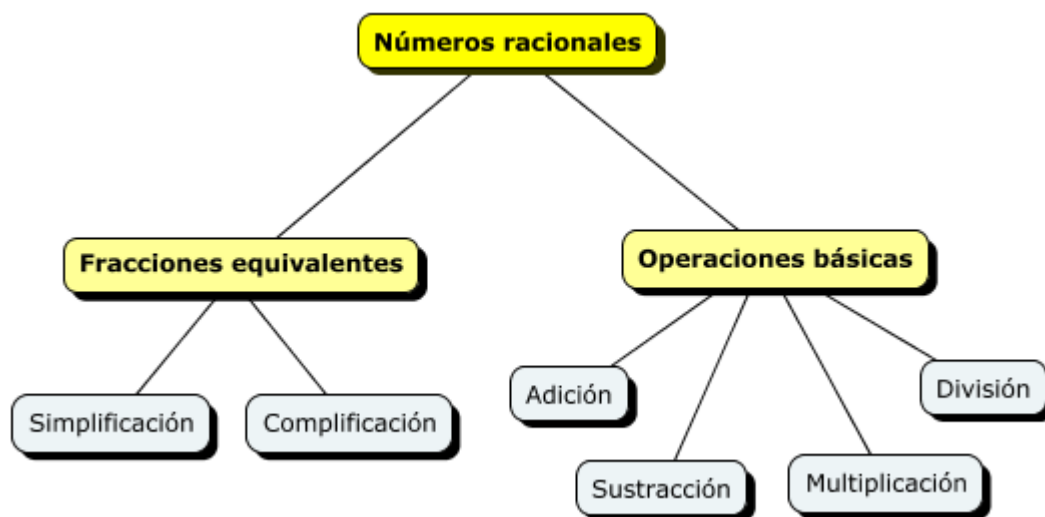 Números racionales
Fracciones equivalentes
Operaciones básicas
Simplificación
Complificación
Adición
Sustracción
Multiplicación
División